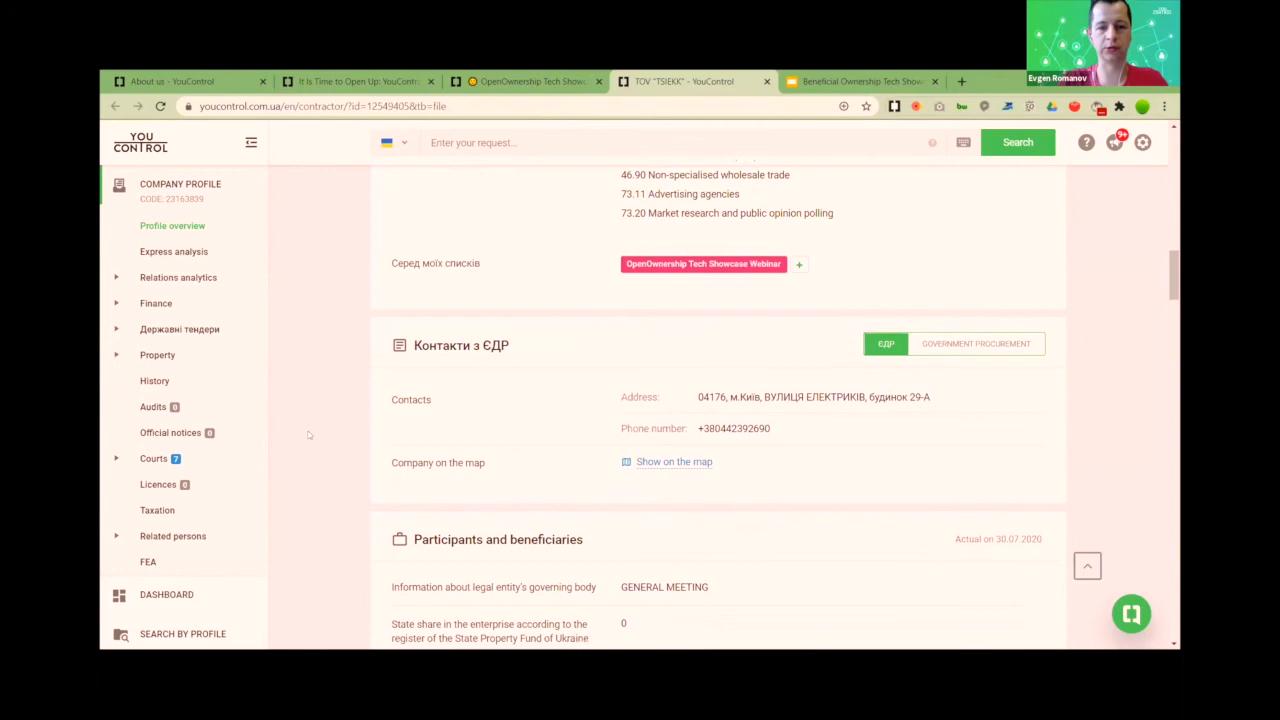 YOU CONTROL
Evgen Romanov
About us - YouControl
It Is Time to Open Up: YouContr
OpenOwnership Tech Showc
TOV "TSIEKK" - YouControl
Beneficial Ownership Tech Show
youcontrol.com.ua/en/contractor/?id=12549405&tb=file
YOU
CONTROL
Enter your request...
Search
9+
COMPANY PROFILE
CODE: 23163839
Profile overview
Express analysis
Relations analytics
Finance
Державні тендери
Property
History
Audits 0
Official notices 0
Courts 7
Licences 0
Taxation
Related persons
FEA
DASHBOARD
SEARCH BY PROFILE
46.90 Non-specialised wholesale trade
73.11 Advertising agencies
73.20 Market research and public opinion polling
Серед моїх списків
OpenOwnership Tech Showcase Webinar
Контакти з ЄДР
ЄДР
GOVERNMENT PROCUREMENT
Contacts
Address: 04176, м.Київ, ВУЛИЦЯ ЕЛЕКТРИКІВ, будинок 29-А
Phone number: +380442392690
Company on the map
Show on the map
Participants and beneficiaries
Actual on 30.07.2020
Information about legal entity's governing body
GENERAL MEETING
State share in the enterprise according to the
register of the State Property Fund of Ukraine
0